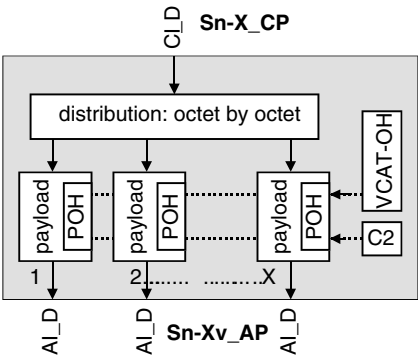 CI_D
Sn-X_CP
distribution: octet by octet
VCAT-OH
payload
POH
payload
POH
payload
POH
C2
1
2......... ..........X
AI_D
AI_D
Sn-Xv_AP
AI_D